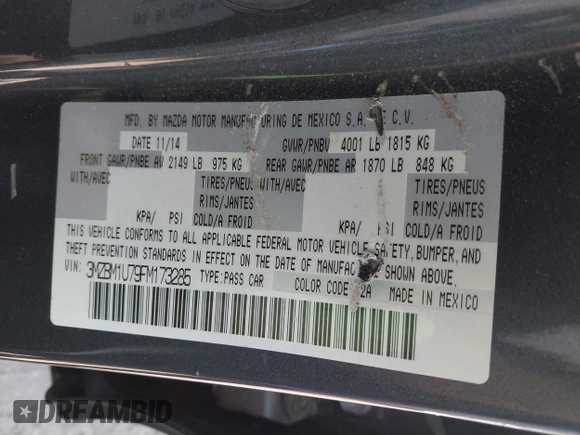 MFD. BY MAZDA MOTOR MANUFACTURING DE MEXICO S.A. DE C.V.
DATE 11/14 GVWR/PNBV 4001 LB 1815 KG
FRONT GAWR/PNBE AV 2149 LB 975 KG REAR GAWR/PNBE AR 1870 LB 848 KG
WITH/AVEC TIRES/PNEUS WITH/AVEC TIRES/PNEUS
RIMS/JANTES RIMS/JANTES
KPA/ PSI COLD/A FROID KPA/ PSI COLD/A FROID
THIS VEHICLE CONFORMS TO ALL APPLICABLE FEDERAL MOTOR VEHICLE SAFETY, BUMPER, AND
THEFT PREVENTION STANDARDS IN EFFECT ON THE DATE OF MANUFACTURE SHOWN ABOVE.
VIN: 3MZBM1U79FM173285 TYPE:PASS CAR COLOR CODE: MADE IN MEXICO
DREAMBID